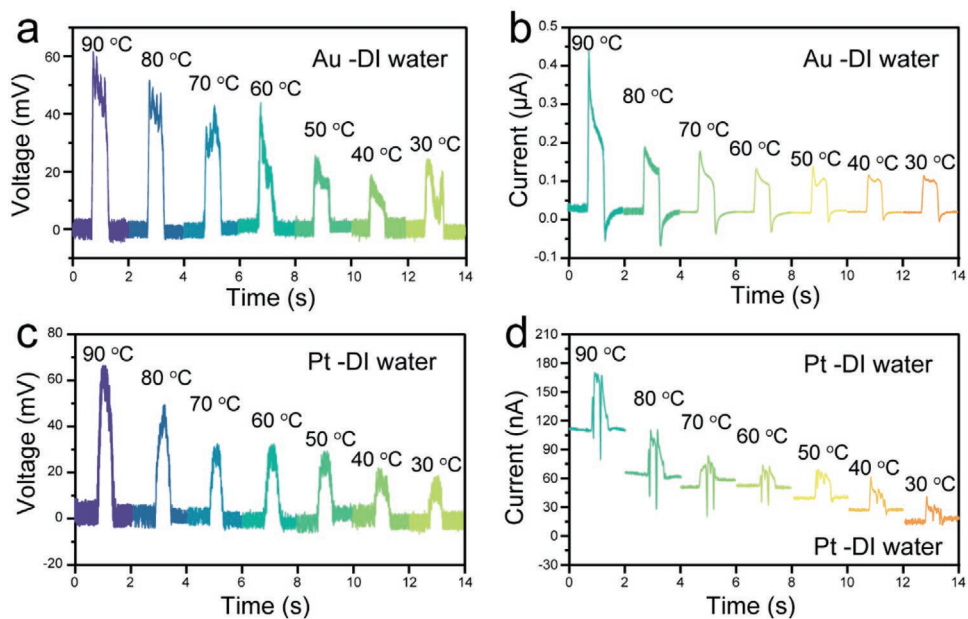 a
90 °C
80 °C
70 °C
60 °C
50 °C
40 °C
30 °C
Au -DI water
Voltage (mV)
60
40
20
0
0 2 4 6 8 10 12 14
Time (s)
b
90 °C
80 °C
70 °C
60 °C
50 °C
40 °C
30 °C
Au -DI water
Current (µA)
0.5
0.4
0.3
0.2
0.1
0.0
-0.1
0 2 4 6 8 10 12 14
Time (s)
c
90 °C
80 °C
70 °C
60 °C
50 °C
40 °C
30 °C
Pt -DI water
Voltage (mV)
80
60
40
20
0
-20
0 2 4 6 8 10 12 14
Time (s)
d
90 °C
80 °C
70 °C
60 °C
50 °C
40 °C
30 °C
Pt -DI water
Pt -DI water
Current (nA)
210
180
150
120
90
60
30
0
-30
0 2 4 6 8 10 12 14
Time (s)